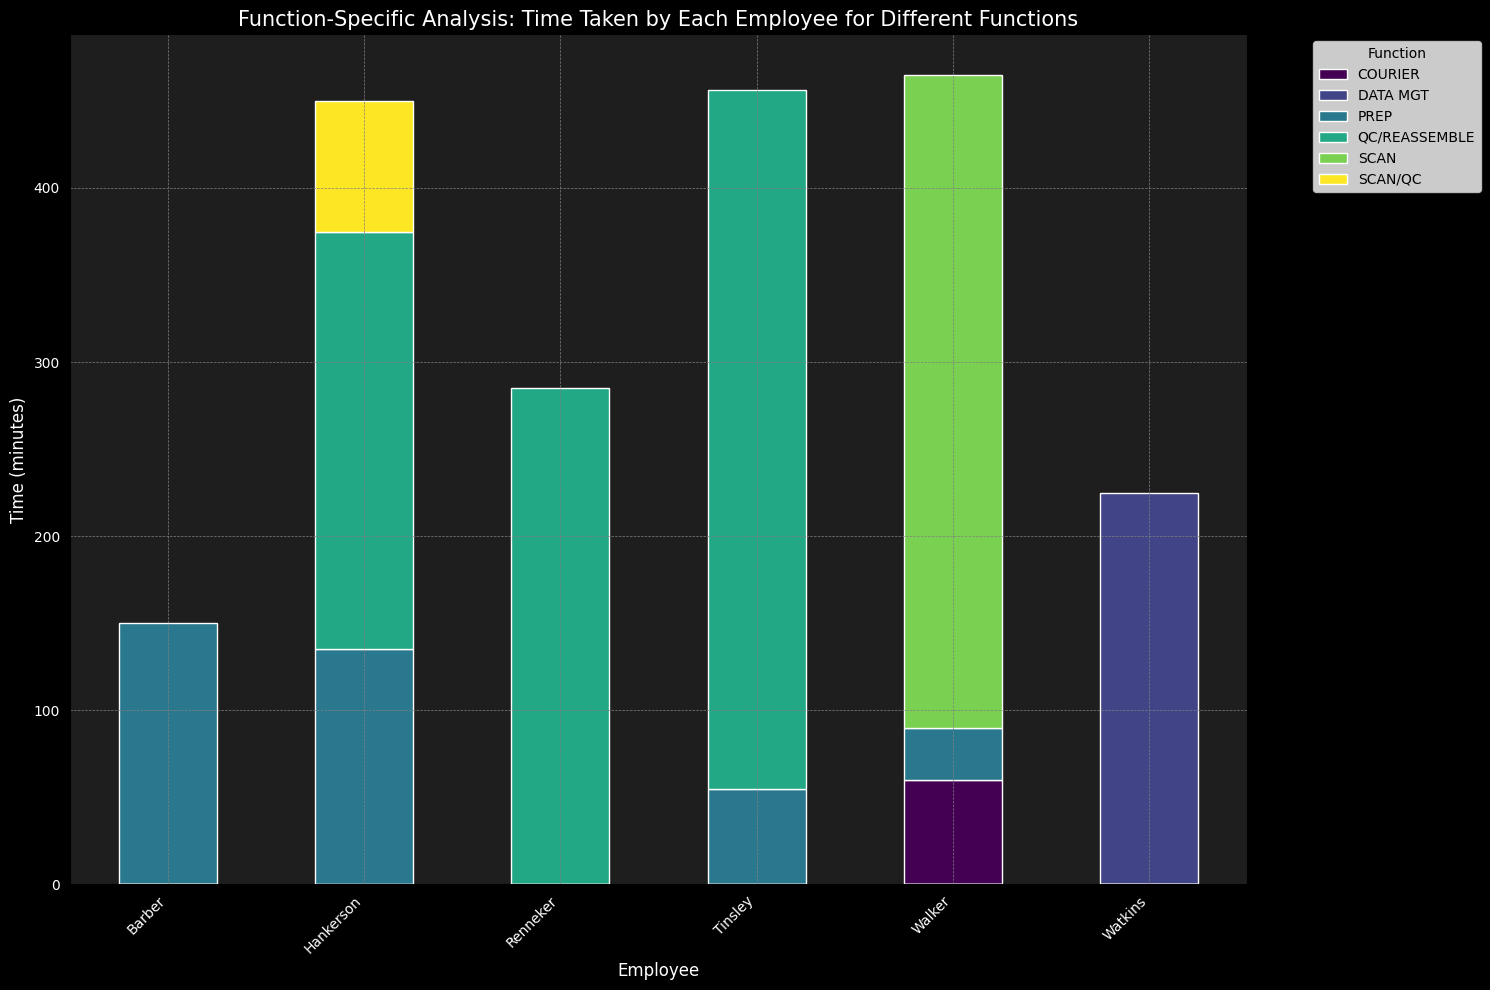 Function-Specific Analysis: Time Taken by Each Employee for Different Functions
Function
COURIER
DATA MGT
PREP
QC/REASSEMBLE
SCAN
SCAN/QC
Time (minutes)
400
300
200
100
0
Barber
Hankerson
Renneker
Tinsley
Walker
Watkins
Employee